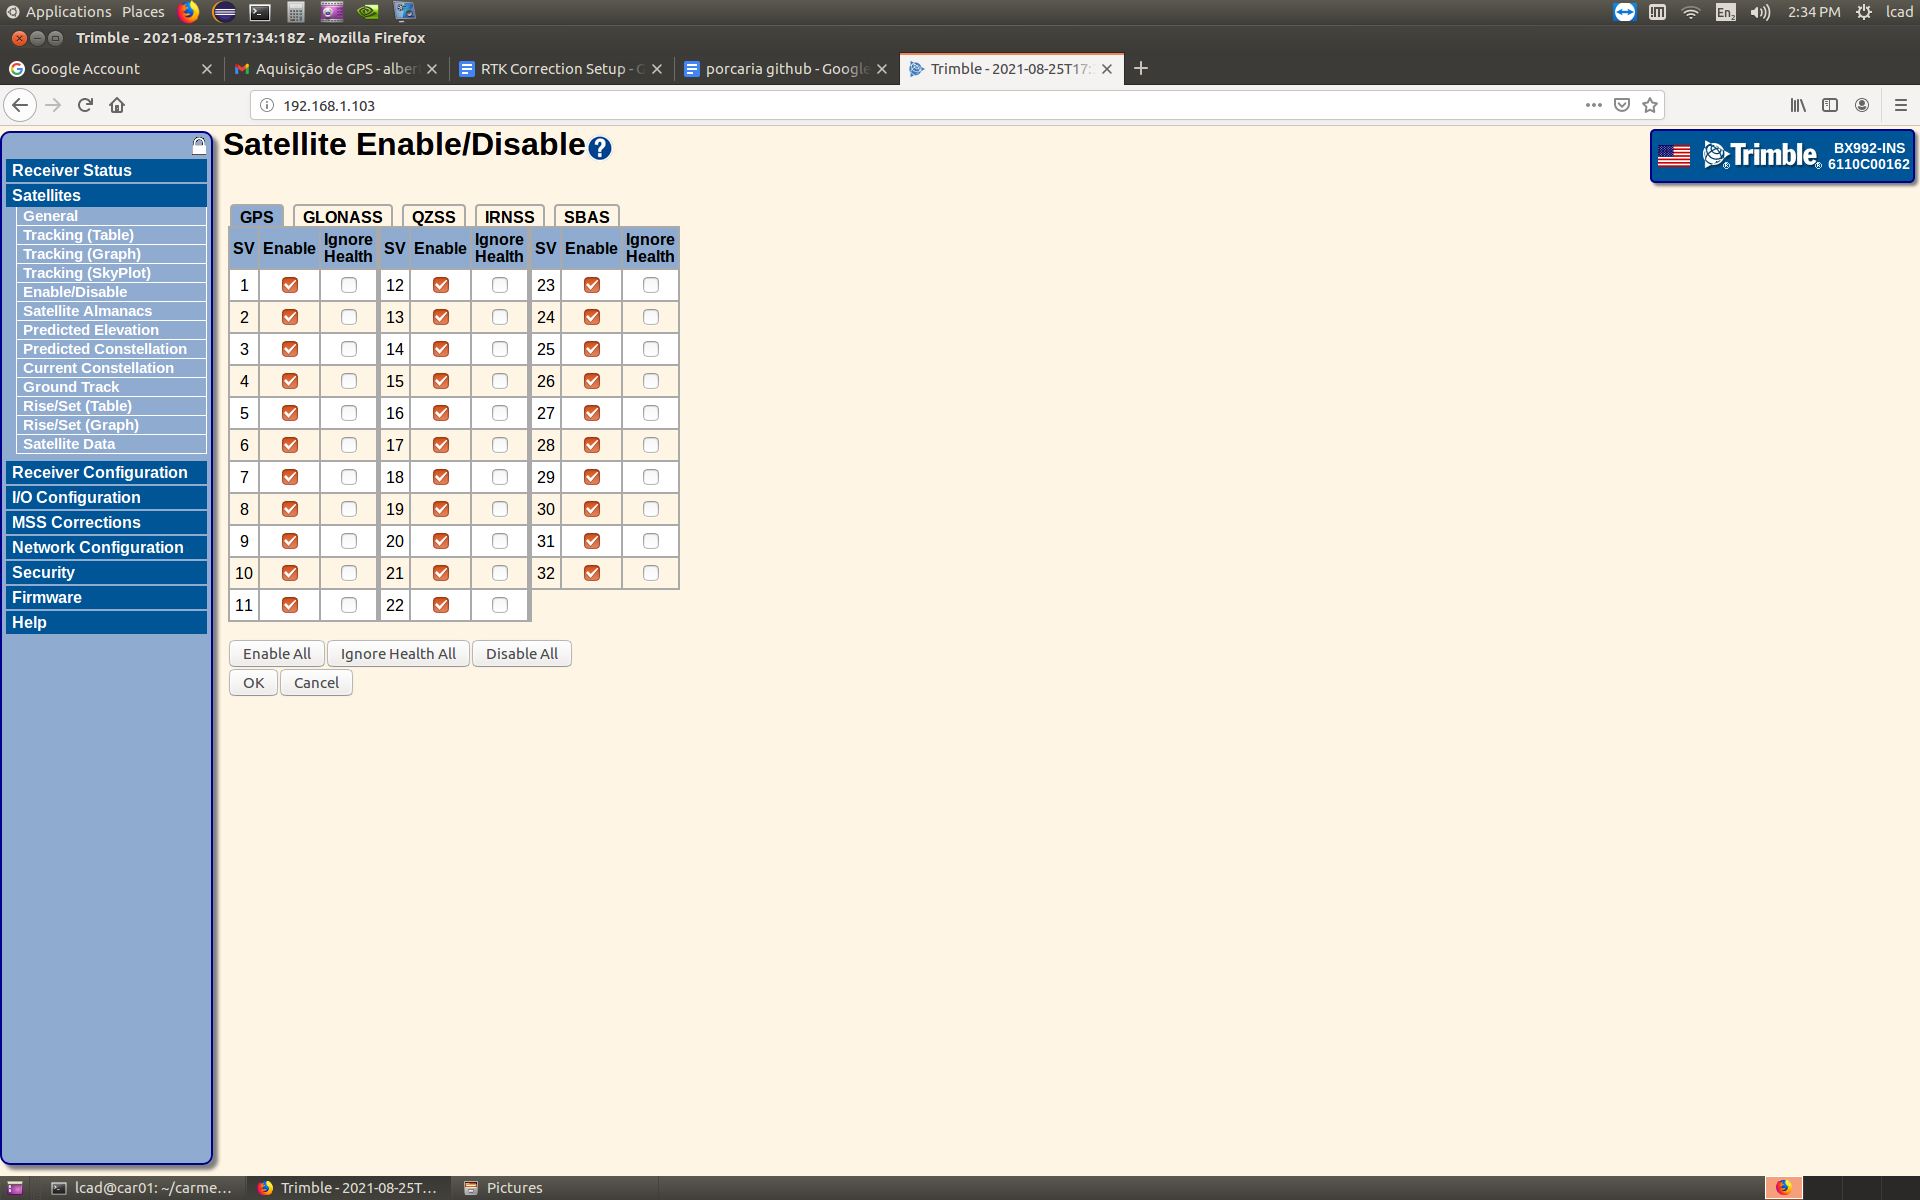 Applications Places En2 2:34 PM lcad
Trimble - 2021-08-25T17:34:18Z - Mozilla Firefox
Google Account Aquisição de GPS - alber RTK Correction Setup - G porcaria github - Google Trimble - 2021-08-25T17:
192.168.1.103
Satellite Enable/Disable
Trimble BX992-INS
6110C00162
Receiver Status
Satellites
General
Tracking (Table)
Tracking (Graph)
Tracking (SkyPlot)
Enable/Disable
Satellite Almanacs
Predicted Elevation
Predicted Constellation
Current Constellation
Ground Track
Rise/Set (Table)
Rise/Set (Graph)
Satellite Data
Receiver Configuration
I/O Configuration
MSS Corrections
Network Configuration
Security
Firmware
Help
GPS GLONASS QZSS IRNSS SBAS
SV Enable Ignore Health SV Enable Ignore Health SV Enable Ignore Health
1 12 23
2 13 24
3 14 25
4 15 26
5 16 27
6 17 28
7 18 29
8 19 30
9 20 31
10 21 32
11 22
Enable All Ignore Health All Disable All
OK Cancel
lcad@car01: ~/carme... Trimble - 2021-08-25T... Pictures